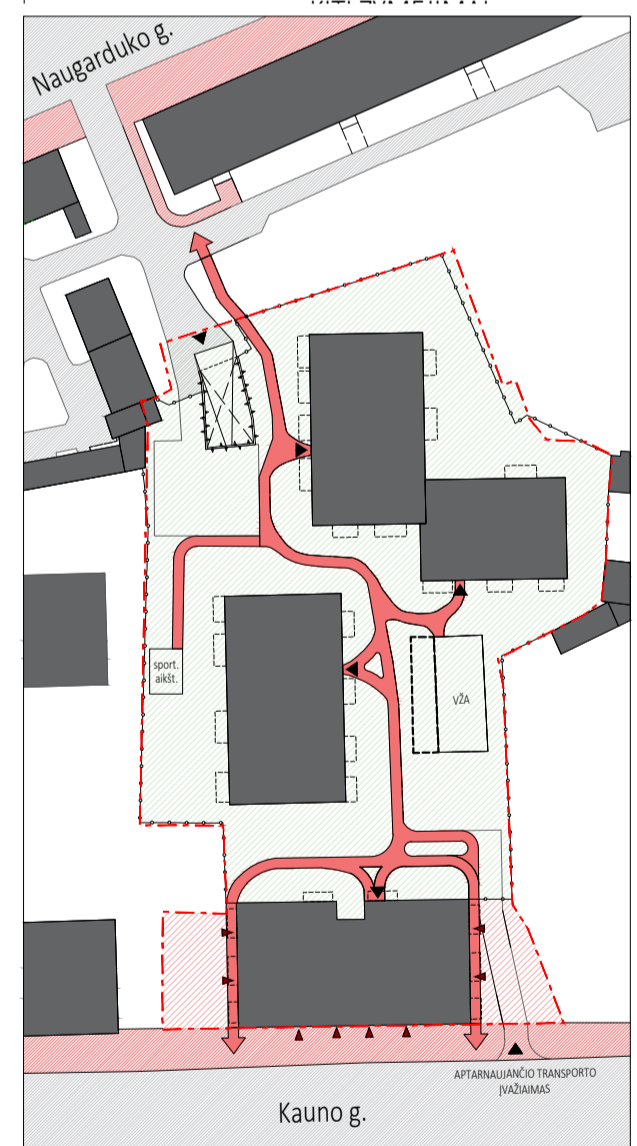 Naugarduko g.
sport.
aikšt.
VŽA
APTARNAUJANČIO TRANSPORTO
ĮVAŽIAIMAS
Kauno g.